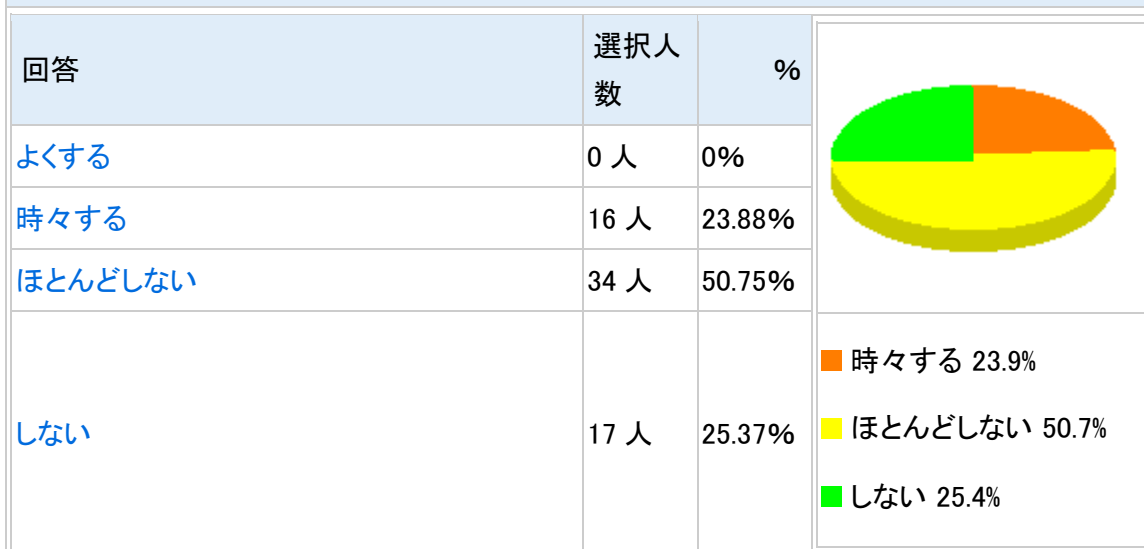 回答
選択人
数
%
よくする
0 人
0%
時々する
16 人
23.88%
ほとんどしない
34 人
50.75%
しない
17 人
25.37%
時々する 23.9%
ほとんどしない 50.7%
しない 25.4%